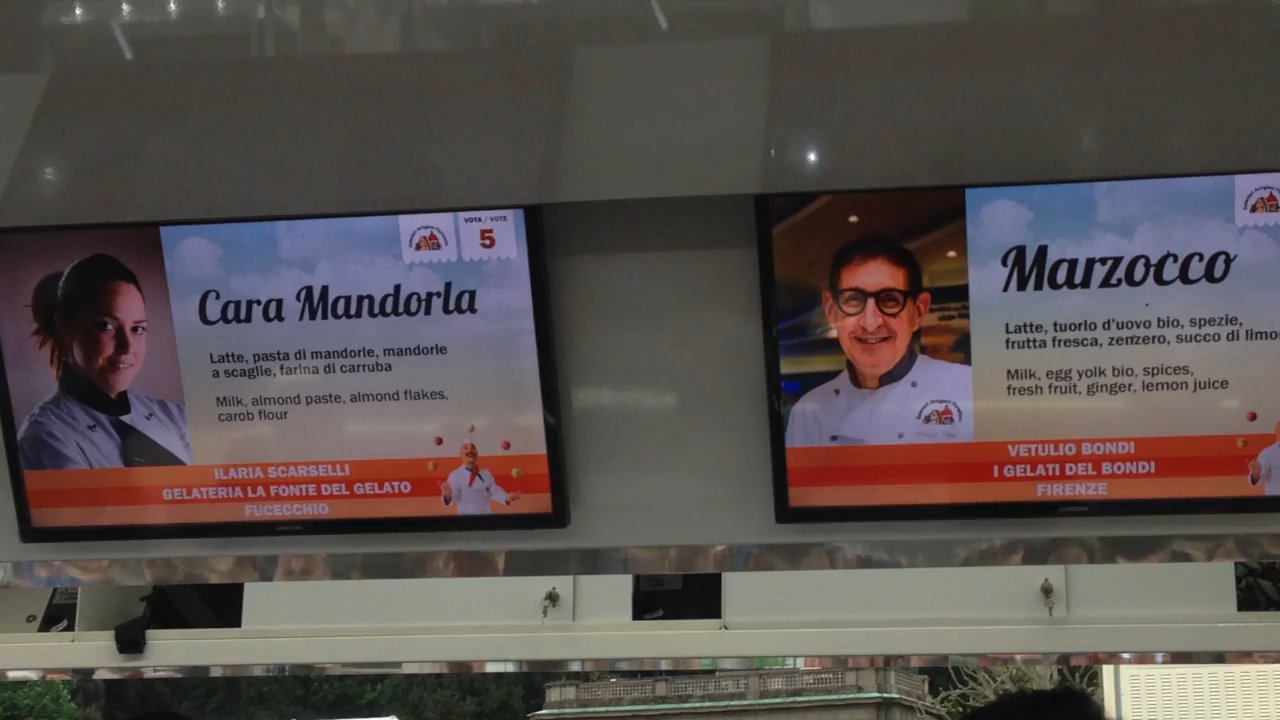 VOTA / VOTE
5
Cara Mandorla
Latte, pasta di mandorle, mandorle
a scaglie, farina di carruba
Milk, almond paste, almond flakes,
carob flour
ILARIA SCARSELLI
GELATERIA LA FONTE DEL GELATO
FUCECCHIO
Marzocco
Latte, tuorlo d'uovo bio, spezie,
frutta fresca, zenzero, succo di limo
Milk, egg yolk bio, spices,
fresh fruit, ginger, lemon juice
VETULIO BONDI
I GELATI DEL BONDI
FIRENZE